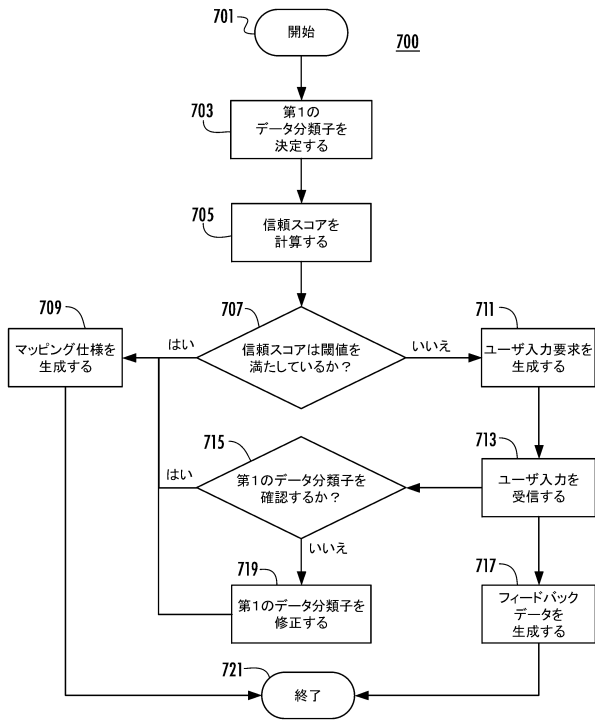 701
開始
700
703
第1の
データ分類子を
決定する
705
信頼スコアを
計算する
709
マッピング仕様を
生成する
はい
707
信頼スコアは閾値を
満たしているか?
いいえ
711
ユーザ入力要求を
生成する
715
第1のデータ分類子を
確認するか?
はい
いいえ
713
ユーザ入力を
受信する
719
第1のデータ分類子を
修正する
717
フィードバック
データを
生成する
721
終了